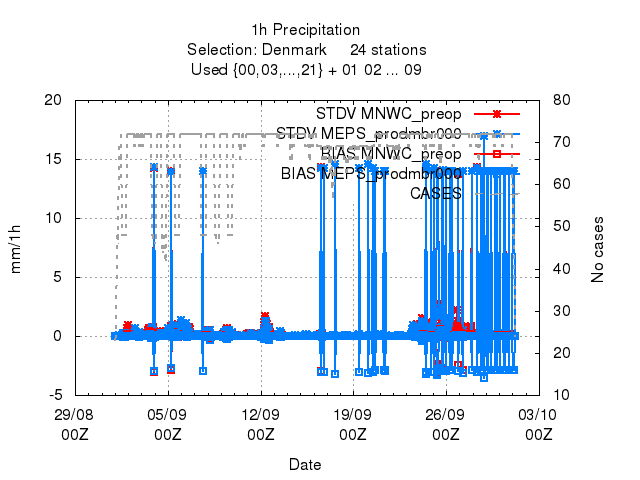 1h Precipitation
Selection: Denmark 24 stations
Used {00,03,...,21} + 01 02 ... 09
20
15
10
5
0
-5
mm/1h
80
70
60
50
40
30
20
10
No cases
STDV MNWC_preop
STDV MEPS_prodmbr000
BIAS MNWC_preop
BIAS MEPS_prodmbr000
CASES
29/08 05/09 12/09 19/09 26/09 03/10
00Z 00Z 00Z 00Z 00Z 00Z
Date